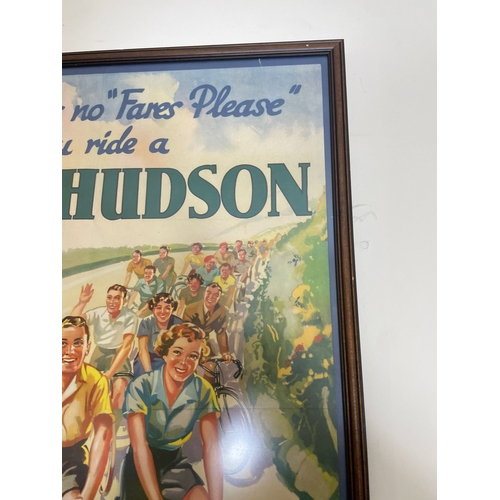 no "Fares Please"
ride a
HUDSON